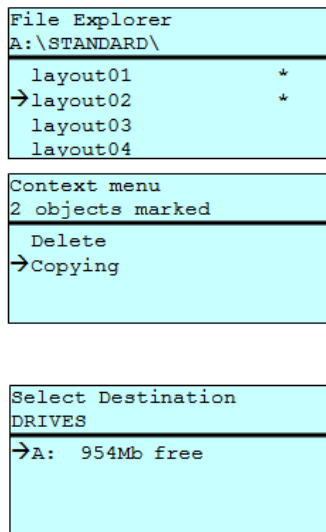 File Explorer
A:\STANDARD\
layout01 *
→layout02 *
layout03
layout04
Context menu
2 objects marked
Delete
→Copying
Select Destination
DRIVES
→A: 954Mb free